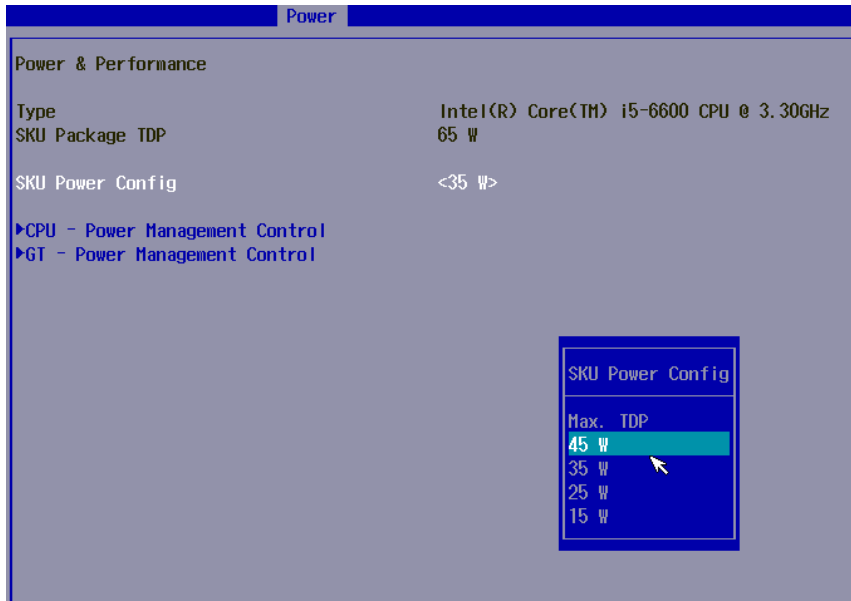 Power
Power & Performance
Type Intel(R) Core(TM) i5-6600 CPU @ 3.30GHz
SKU Package TDP 65 W
SKU Power Config <35 W>
►CPU - Power Management Control
►GT - Power Management Control
SKU Power Config
Max. TDP
45 W
35 W
25 W
15 W